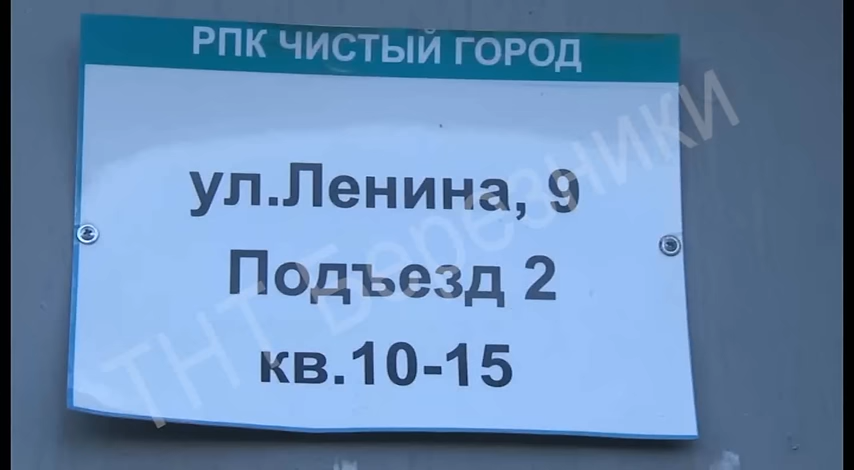 РПК ЧИСТЫЙ ГОРОД
ул.Ленина, 9
Подъезд 2
кв.10-15
ТНТ Березники